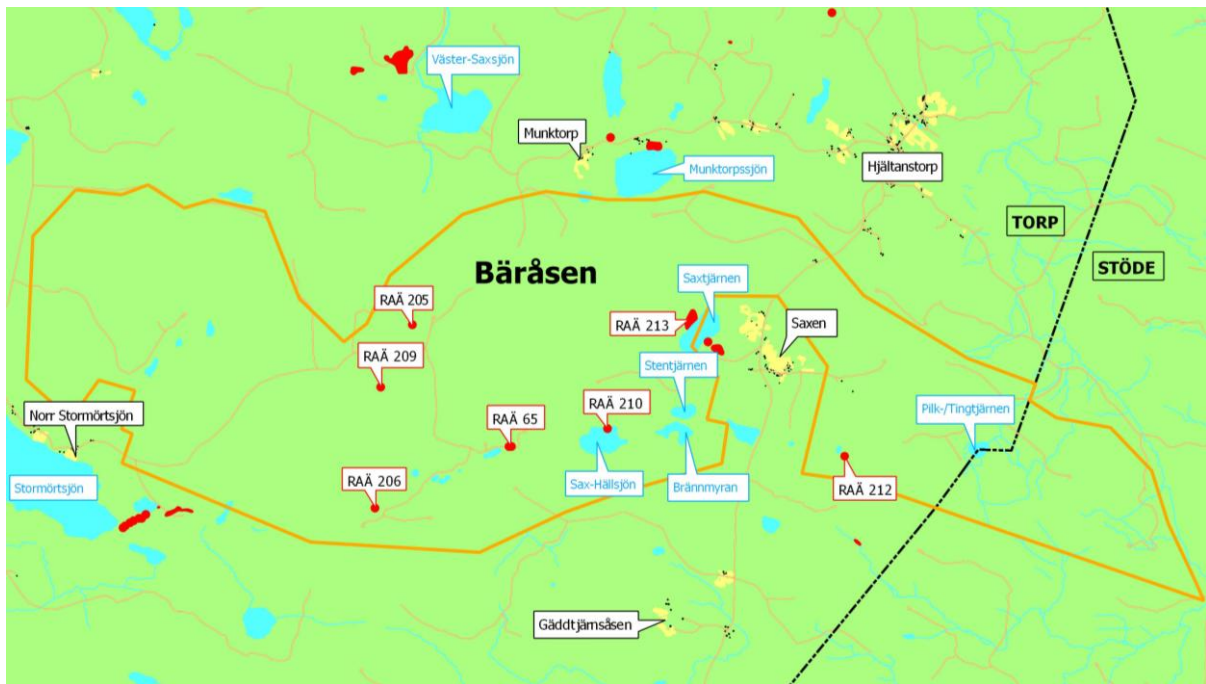 Väster-Saxsjön
Munktorp
Munktorpssjön
Hjältanstorp
TORP
STÖDE
Bäråsen
Saxtjärnen
RAÄ 205
RAÄ 213
Saxen
Stentjärnen
RAÄ 209
Norr Stormörtsjön
RAÄ 65
RAÄ 210
Pilk-/Tingtjärnen
Stormörtsjön
RAÄ 206
Sax-Hällsjön
Brännmyran
RAÄ 212
Gäddtjärnsåsen